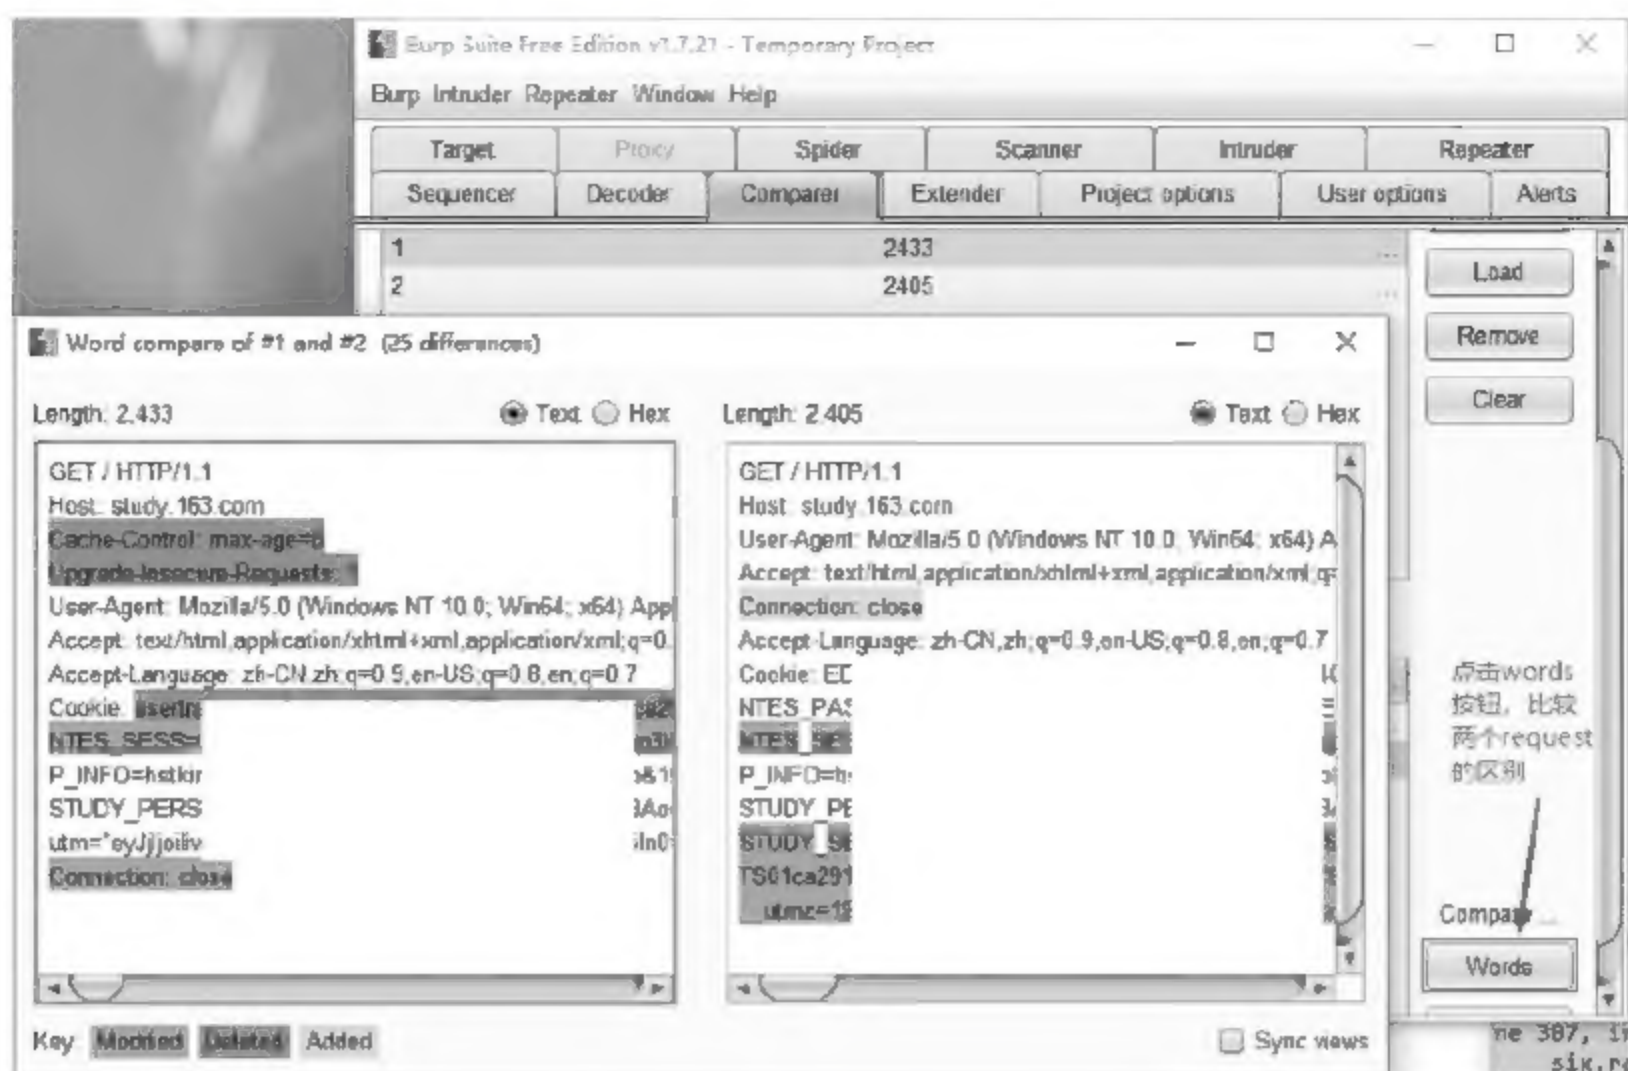 Burp Suite Free Edition v1.7.27 - Temporary Project
Burp Intruder Repeater Window Help
Target Proxy Spider Scanner Intruder Repeater
Sequencer Decoder Comparer Extender Project options User options Alerts
1 2433 ...
2 2405 ...
Load
Remove
Clear
Word compare of #1 and #2 (25 differences)
Length: 2,433 Text Hex
GET / HTTP/1.1
Host: study.163.com
Cache-Control: max-age=0
Upgrade-Insecure-Requests:
User-Agent: Mozilla/5.0 (Windows NT 10.0; Win64; x64) App
Accept: text/html,application/xhtml+xml,application/xml;q=0.
Accept-Language: zh-CN,zh;q=0.9,en-US;q=0.8,en;q=0.7
Cookie:
NTES_SESS=
P_INFO=
STUDY_PERS
Connection: close
Length: 2,405 Text Hex
GET / HTTP/1.1
Host: study.163.com
User-Agent: Mozilla/5.0 (Windows NT 10.0; Win64; x64) A
Accept: text/html,application/xhtml+xml,application/xml;q=
Connection: close
Accept-Language: zh-CN,zh;q=0.9,en-US;q=0.8,en;q=0.7
Cookie: ED
NTES_PAS
P_INFO=
STUDY_PE
TS01ca291
点击words
按钮，比较
两个request
的区别
Compare ...
Words
Key: Modified Deleted Added
Sync views
ne 387, in